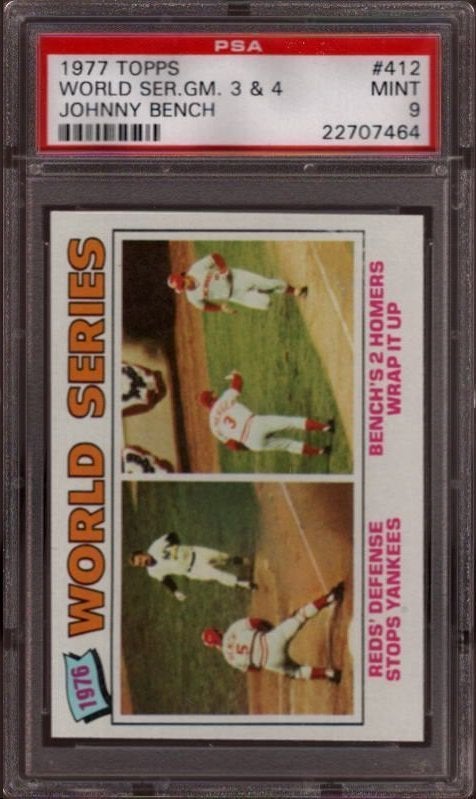 PSA
1977 TOPPS #412
WORLD SER.GM. 3 & 4 MINT
JOHNNY BENCH 9
22707464
1976
WORLD SERIES
REDS' DEFENSE
STOPS YANKEES
BENCH'S 2 HOMERS
WRAP IT UP
3
5